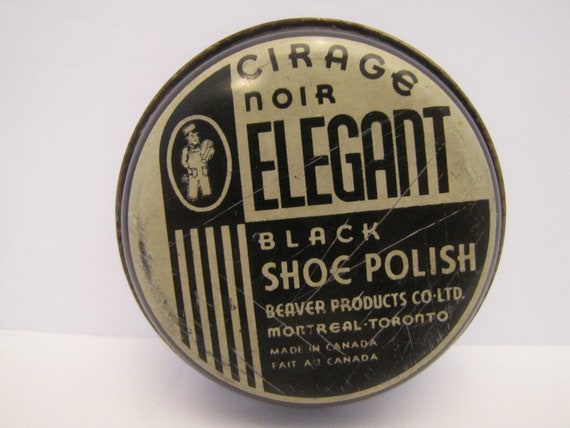 CIRAGE
NOIR
ELEGANT
BLACK
SHOE POLISH
BEAVER PRODUCTS CO-LTD.
MONTREAL-TORONTO
MADE IN CANADA
FAIT AU CANADA